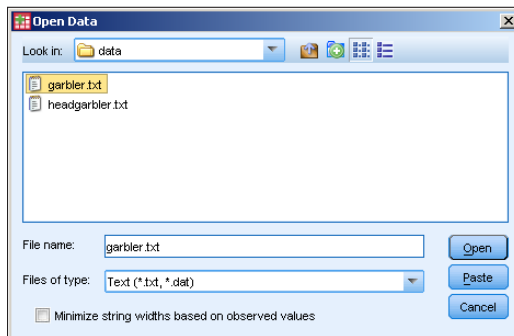 Open Data
Look in: data
garbler.txt
headgarbler.txt
File name: garbler.txt Open
Files of type: Text (*.txt, *.dat) Paste
Cancel
Minimize string widths based on observed values